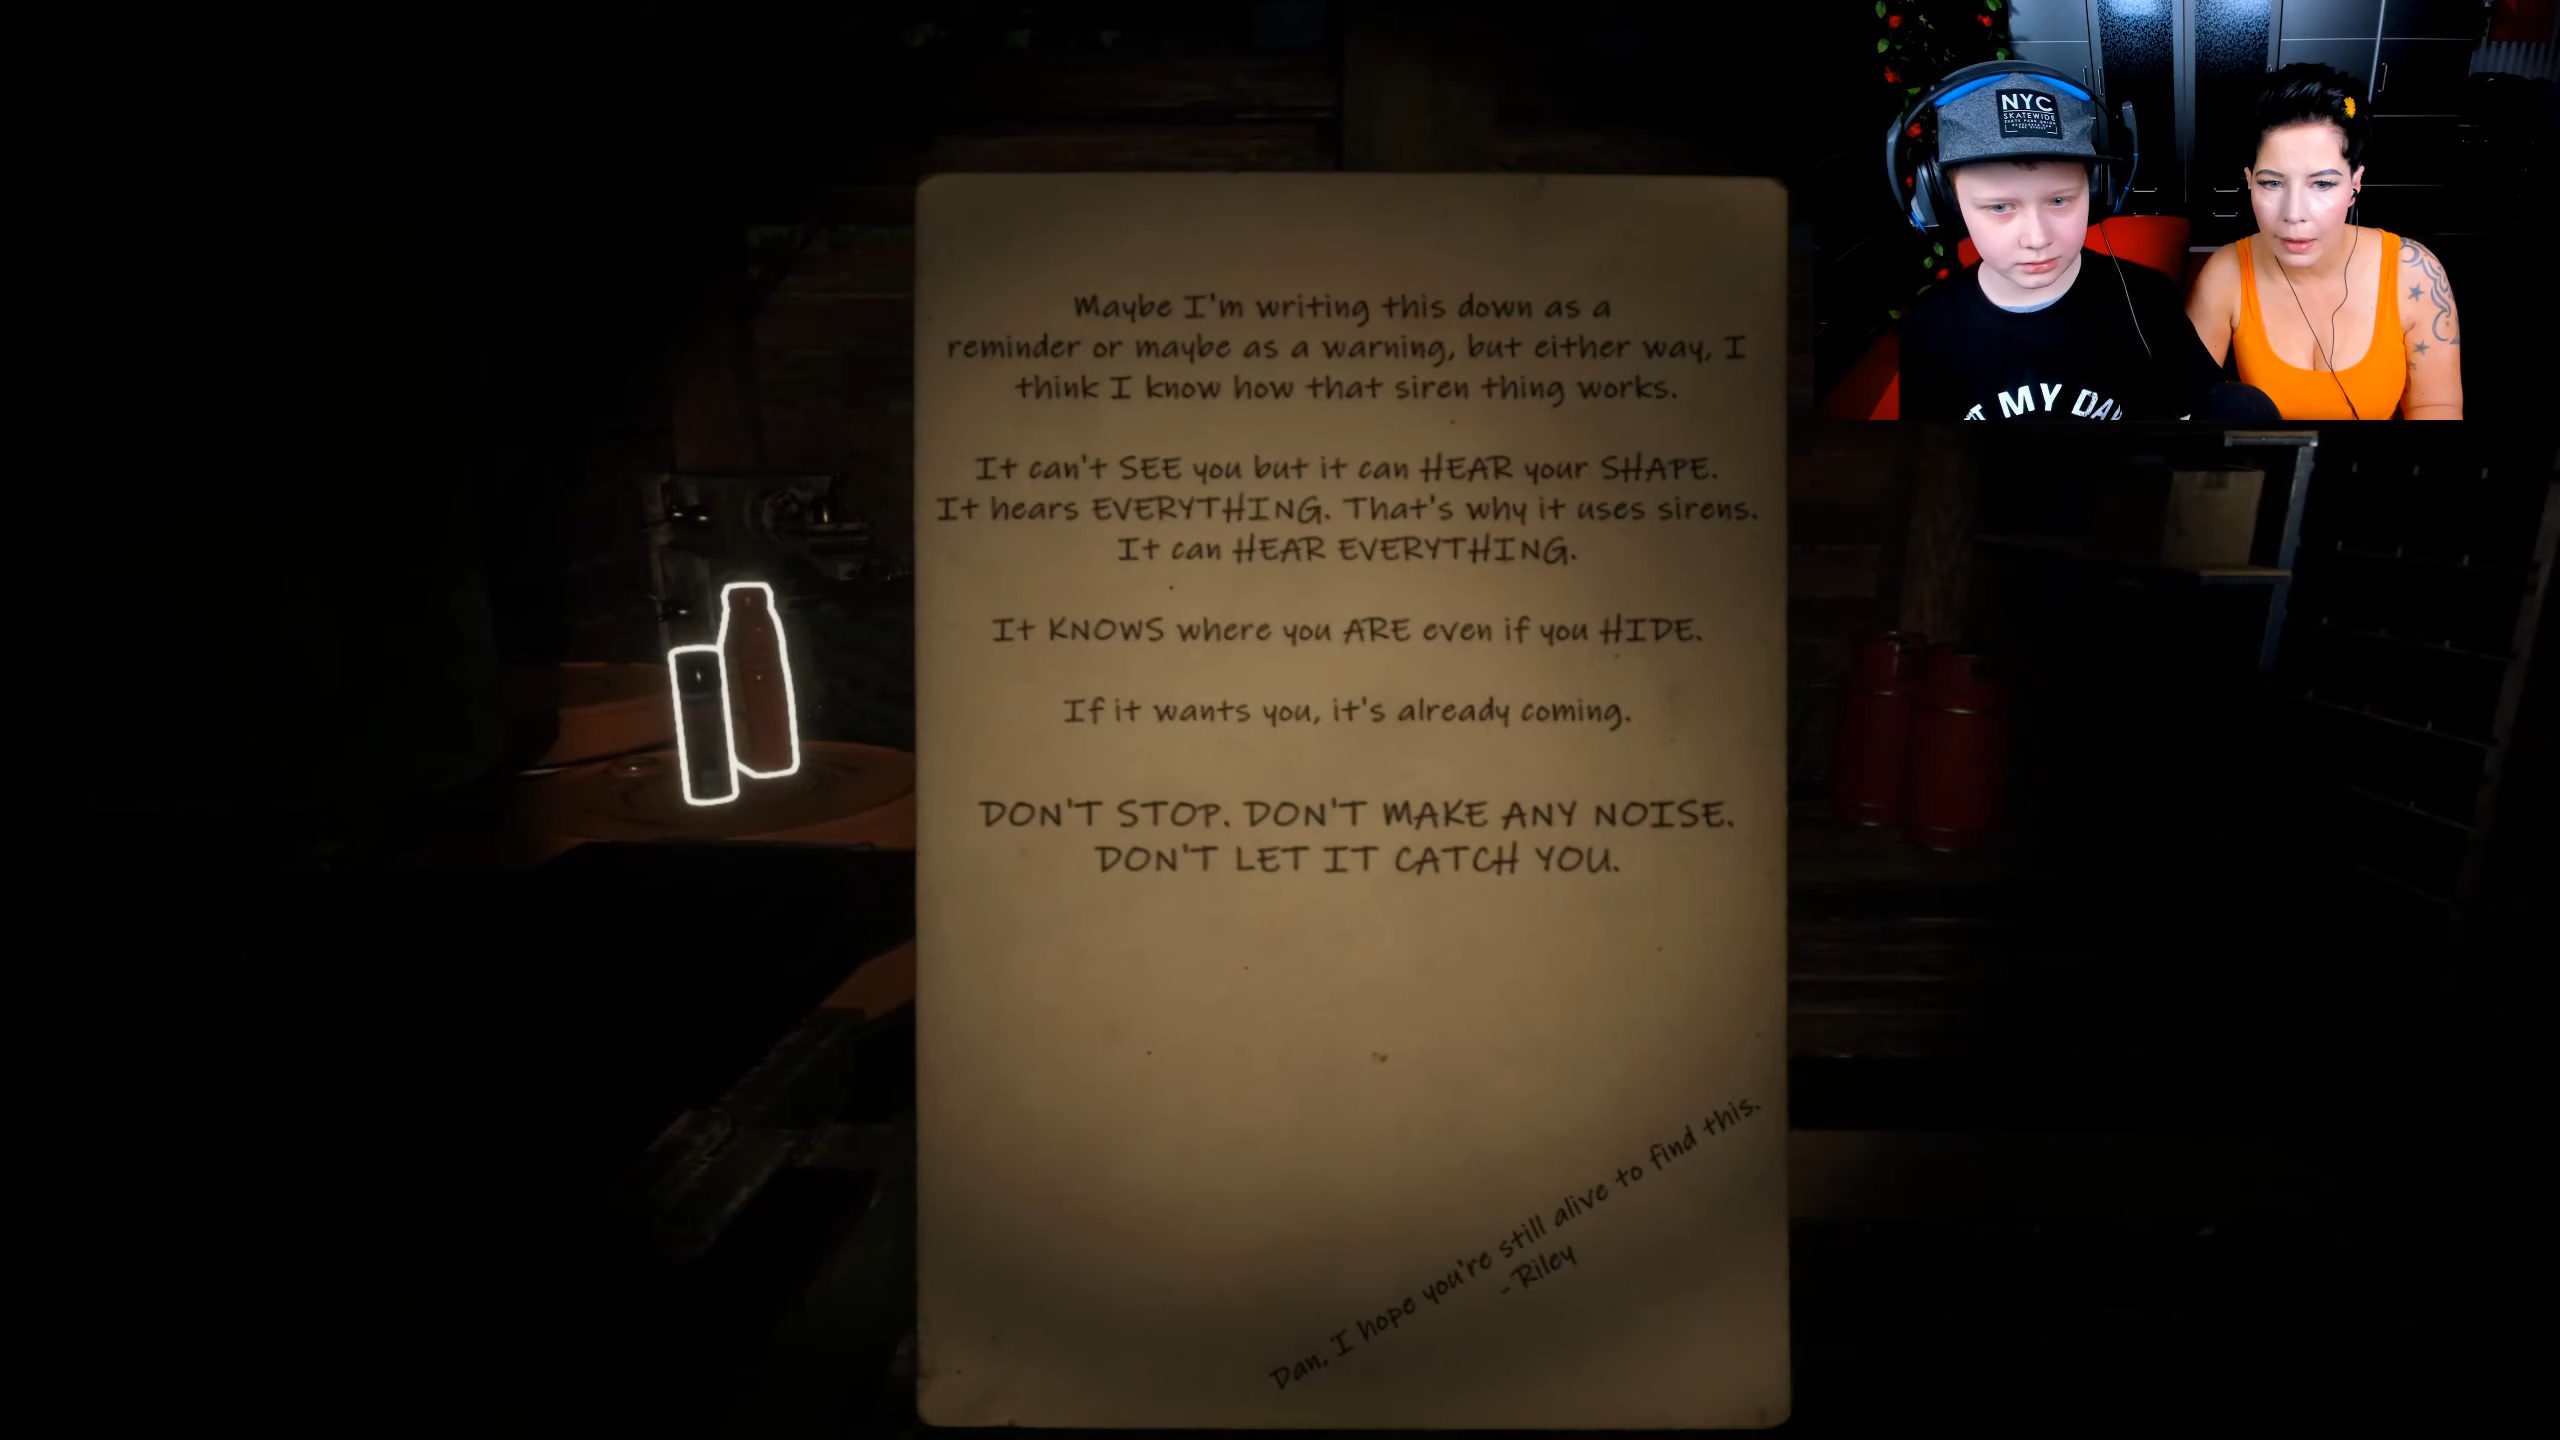 Maybe I'm writing this down as a
reminder or maybe as a warning, but either way, I
think I know how that siren thing works.
It can't SEE you but it can HEAR your SHAPE.
It hears EVERYTHING. That's why it uses sirens.
It can HEAR EVERYTHING.
It KNOWS where you ARE even if you HIDE.
If it wants you, it's already coming.
DON'T STOP. DON'T MAKE ANY NOISE.
DON'T LET IT CATCH YOU.
Dan, I hope you're still alive to find this.
- Riley
NYC
SKATEWIDE
MY